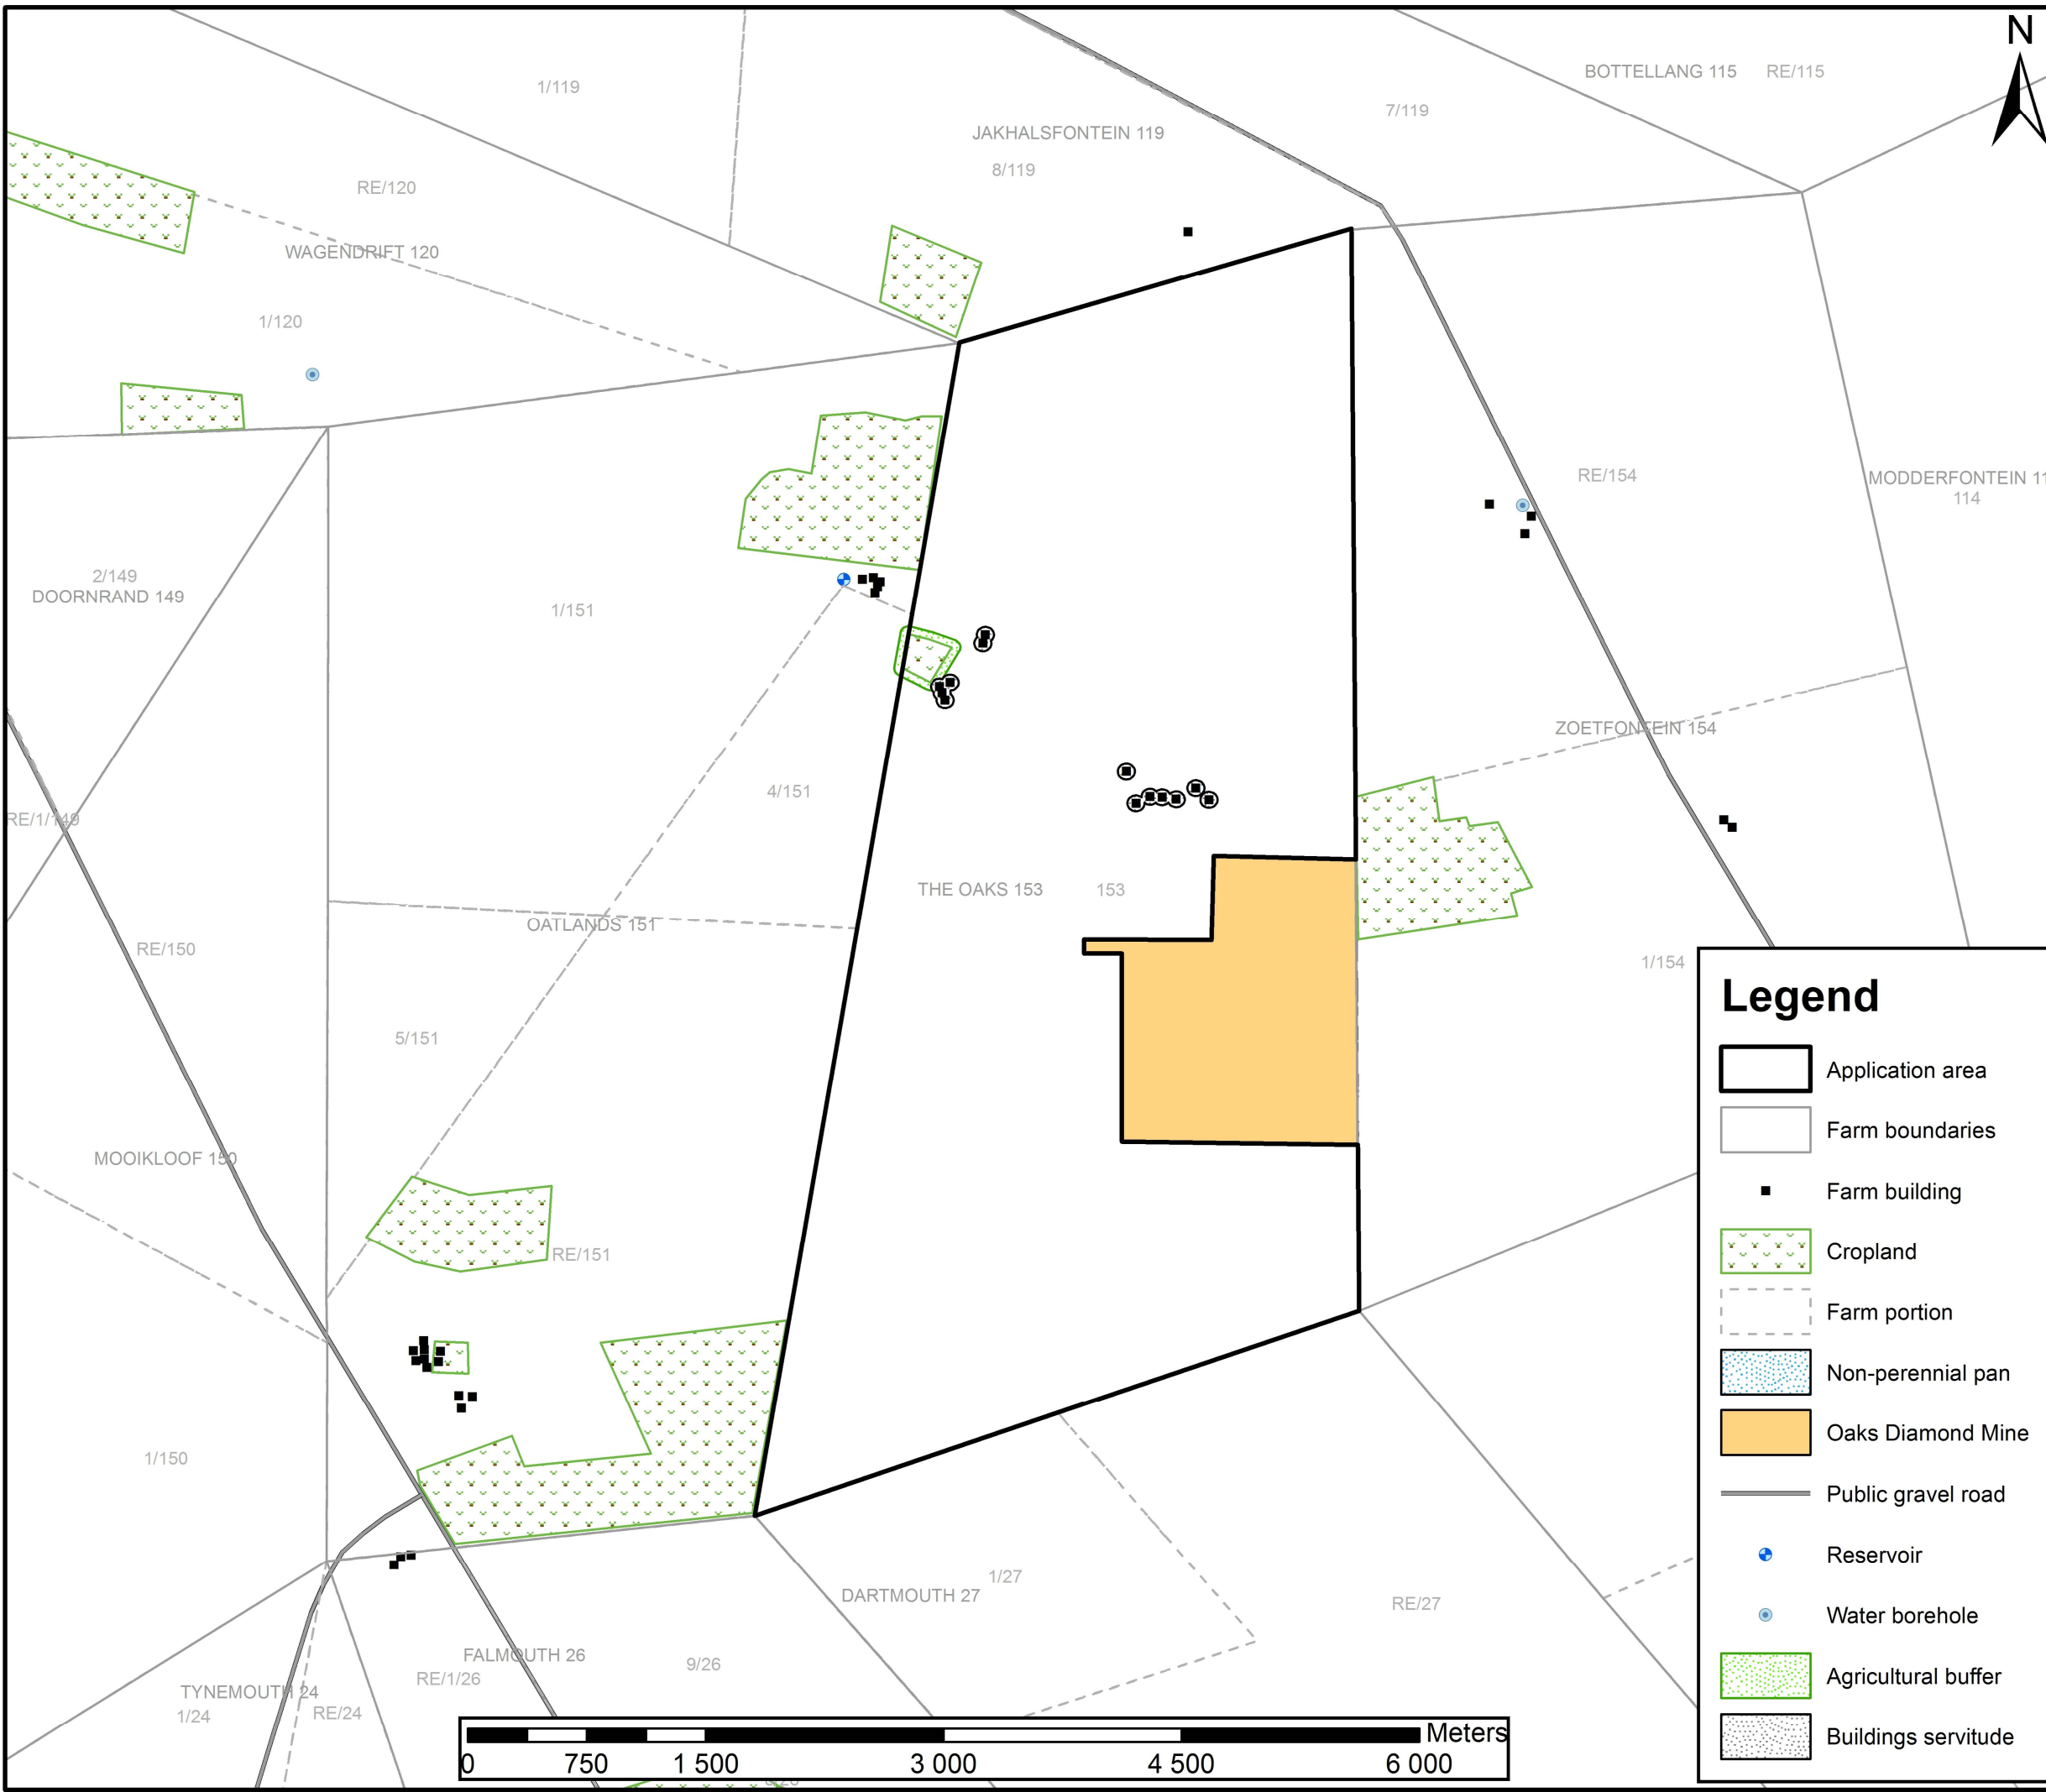 N
BOTTELLANG 115 RE/115
1/119
7/119
JAKHALSFONTEIN 119
8/119
RE/120
WAGENDRIFT 120
1/120
RE/154
MODDERFONTEIN 11
114
2/149
DOORNRAND 149
1/151
ZOETFONTEIN 154
4/151
RE/1/149
THE OAKS 153 153
OATLANDS 151
RE/150
1/154
5/151
MOOIKLOOF 150
RE/151
1/150
1/27
DARTMOUTH 27
RE/27
FALMOUTH 26
9/26
RE/1/26
TYNEMOUTH 24
RE/24
1/24
Legend
Application area
Farm boundaries
Farm building
Cropland
Farm portion
Non-perennial pan
Oaks Diamond Mine
Public gravel road
Reservoir
Water borehole
Agricultural buffer
Buildings servitude
Meters
0 750 1 500 3 000 4 500 6 000